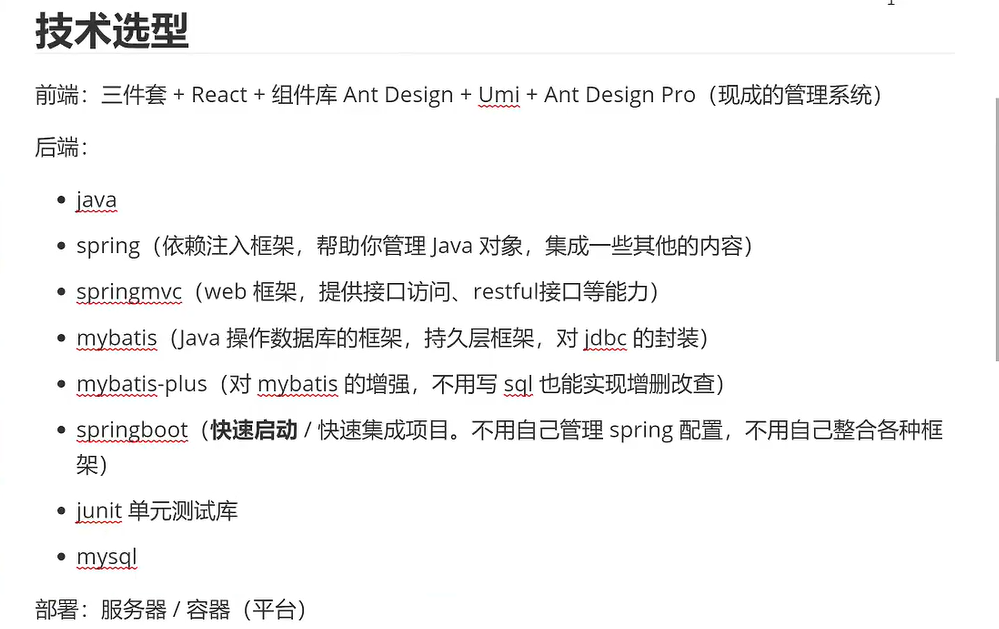 技术选型
前端：三件套 + React + 组件库 Ant Design + Umi + Ant Design Pro（现成的管理系统）
后端：
• java
• spring（依赖注入框架，帮助你管理 Java 对象，集成一些其他的内容）
• springmvc（web 框架，提供接口访问、restful接口等能力）
• mybatis（Java 操作数据库的框架，持久层框架，对 jdbc 的封装）
• mybatis-plus（对 mybatis 的增强，不用写 sql 也能实现增删改查）
• springboot（快速启动 / 快速集成项目。不用自己管理 spring 配置，不用自己整合各种框
架）
• junit 单元测试库
• mysql
部署：服务器 / 容器（平台）